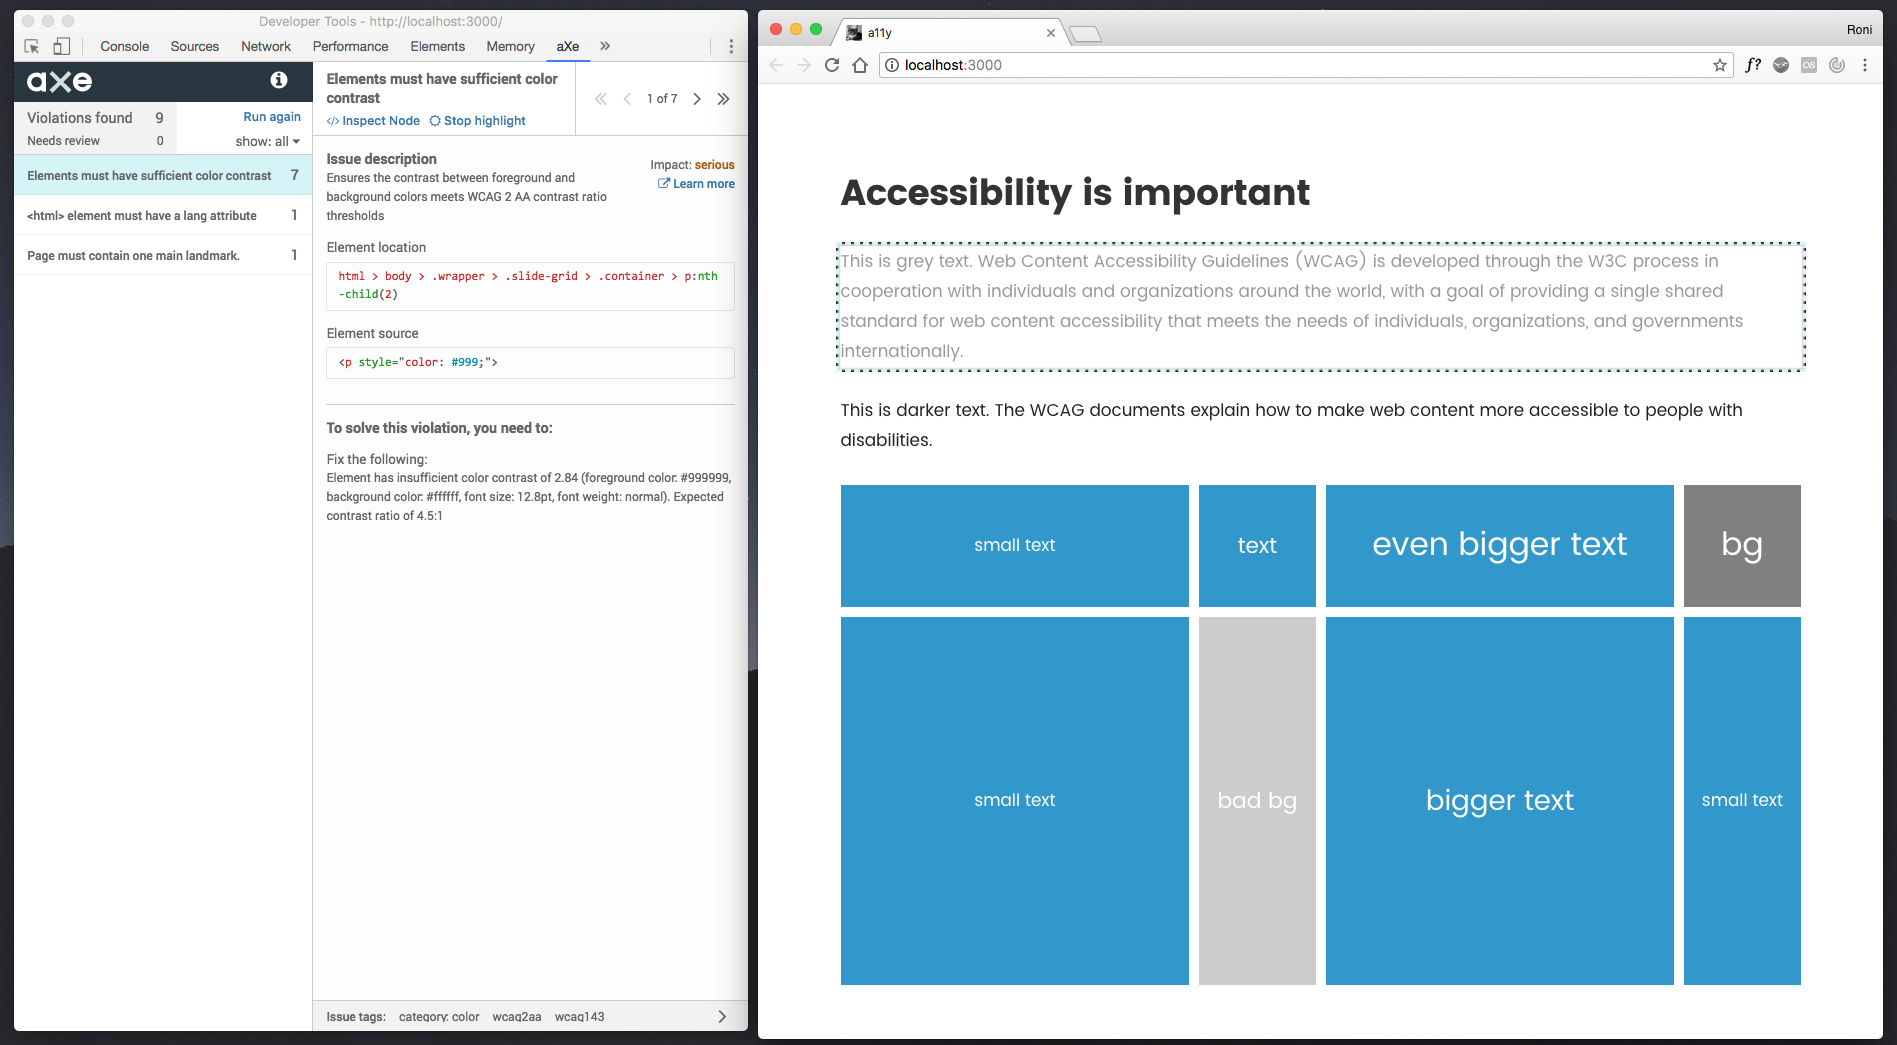 Developer Tools - http://localhost:3000/
Console Sources Network Performance Elements Memory aXe »
axe
Violations found 9
Run again
Needs review 0
show: all
Elements must have sufficient color contrast 7
<html> element must have a lang attribute 1
Page must contain one main landmark. 1
Elements must have sufficient color
contrast
</> Inspect Node Stop highlight
1 of 7
Issue description
Impact: serious
Learn more
Ensures the contrast between foreground and
background colors meets WCAG 2 AA contrast ratio
thresholds
Element location
html > body > .wrapper > .slide-grid > .container > p:nth
-child(2)
Element source
<p style="color: #999;">
To solve this violation, you need to:
Fix the following:
Element has insufficient color contrast of 2.84 (foreground color: #999999,
background color: #ffffff, font size: 12.8pt, font weight: normal). Expected
contrast ratio of 4.5:1
Issue tags: category: color wcag2aa wcag143
a11y
Roni
localhost:3000
f?
Accessibility is important
This is grey text. Web Content Accessibility Guidelines (WCAG) is developed through the W3C process in
cooperation with individuals and organizations around the world, with a goal of providing a single shared
standard for web content accessibility that meets the needs of individuals, organizations, and governments
internationally.
This is darker text. The WCAG documents explain how to make web content more accessible to people with
disabilities.
small text
text
even bigger text
bg
small text
bad bg
bigger text
small text